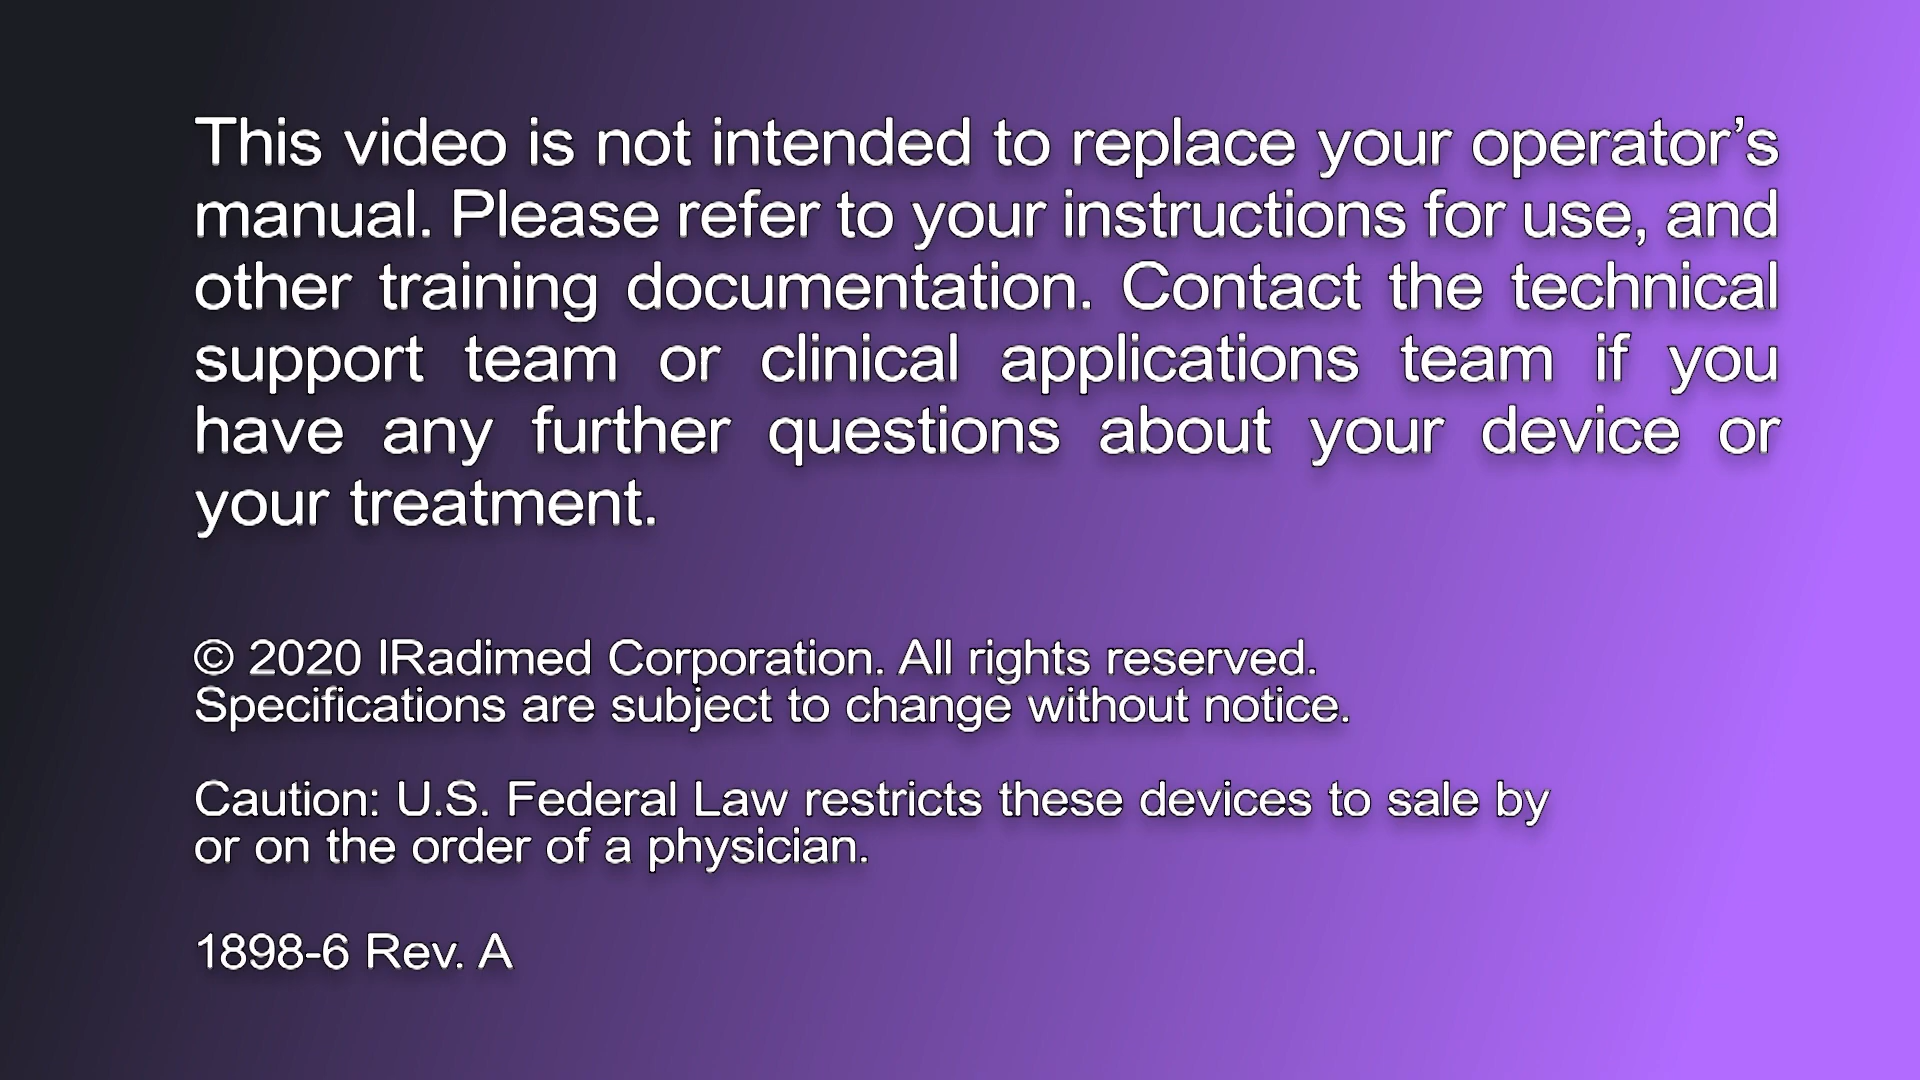 This video is not intended to replace your operator’s
manual. Please refer to your instructions for use, and
other training documentation. Contact the technical
support team or clinical applications team if you
have any further questions about your device or
your treatment.
© 2020 IRadimed Corporation. All rights reserved.
Specifications are subject to change without notice.
Caution: U.S. Federal Law restricts these devices to sale by
or on the order of a physician.
1898-6 Rev. A